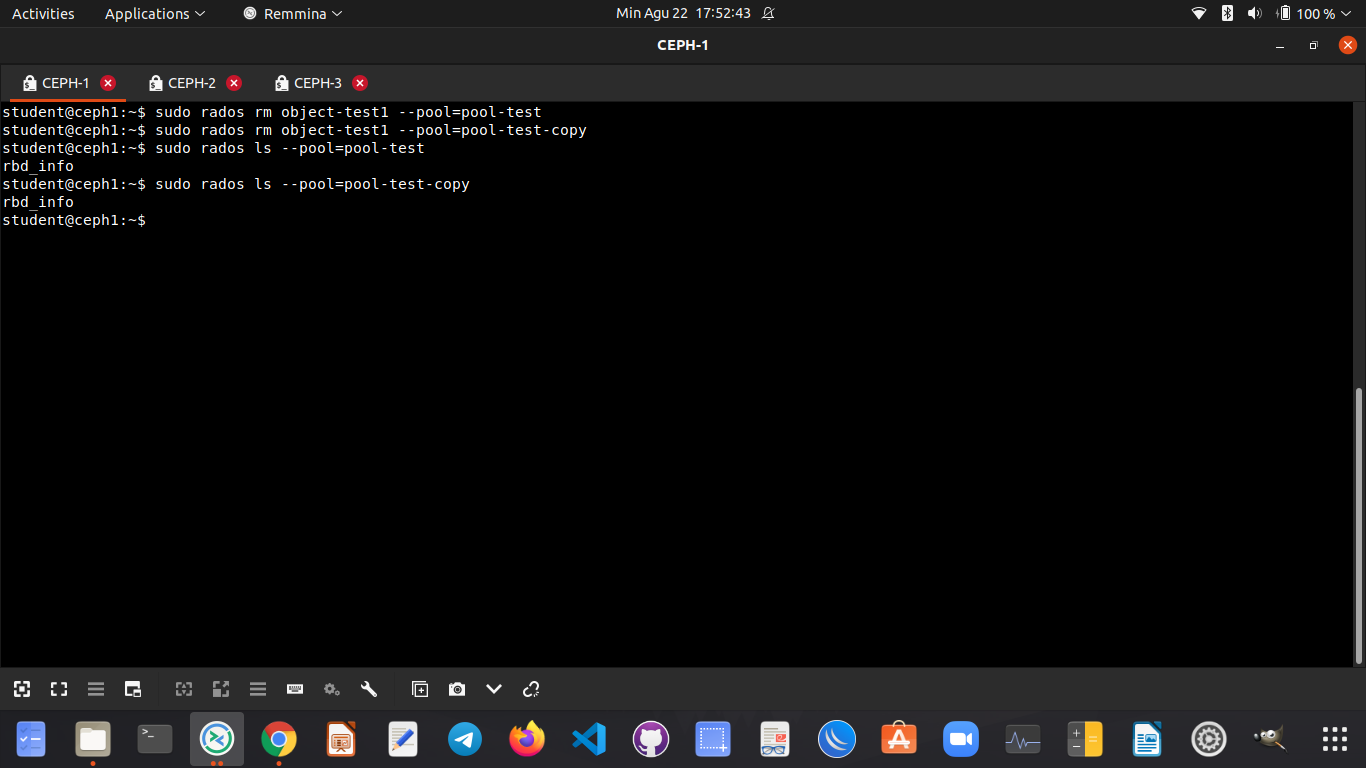 Activities Applications Remmina Min Agu 22 17:52:43 100 %
CEPH-1
CEPH-1 CEPH-2 CEPH-3
student@ceph1:~$ sudo rados rm object-test1 --pool=pool-test
student@ceph1:~$ sudo rados rm object-test1 --pool=pool-test-copy
student@ceph1:~$ sudo rados ls --pool=pool-test
rbd_info
student@ceph1:~$ sudo rados ls --pool=pool-test-copy
rbd_info
student@ceph1:~$